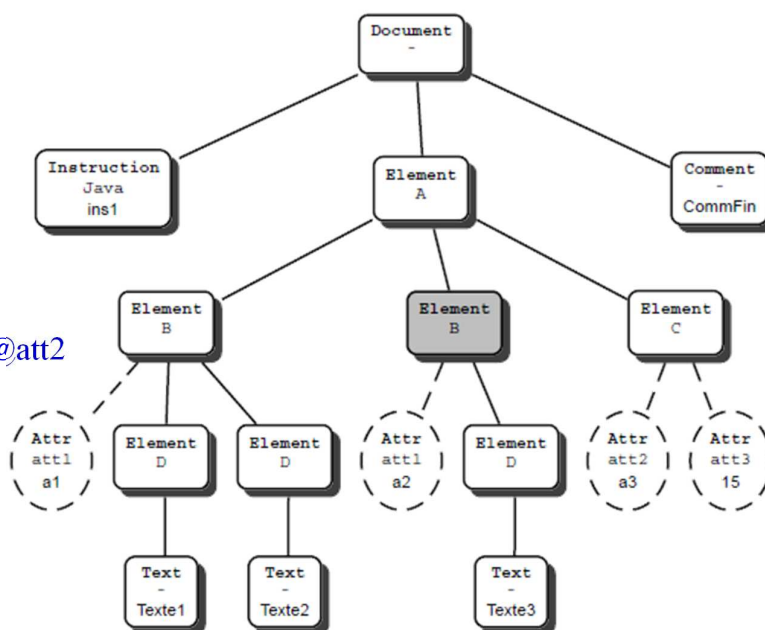 Document
-
Instruction
Java
ins1
Element
A
Comment
-
CommFin
Element
B
Element
B
Element
C
@att2
Attr
att1
a1
Element
D
Element
D
Attr
att1
a2
Element
D
Attr
att2
a3
Attr
att3
15
Text
-
Texte1
Text
-
Texte2
Text
-
Texte3